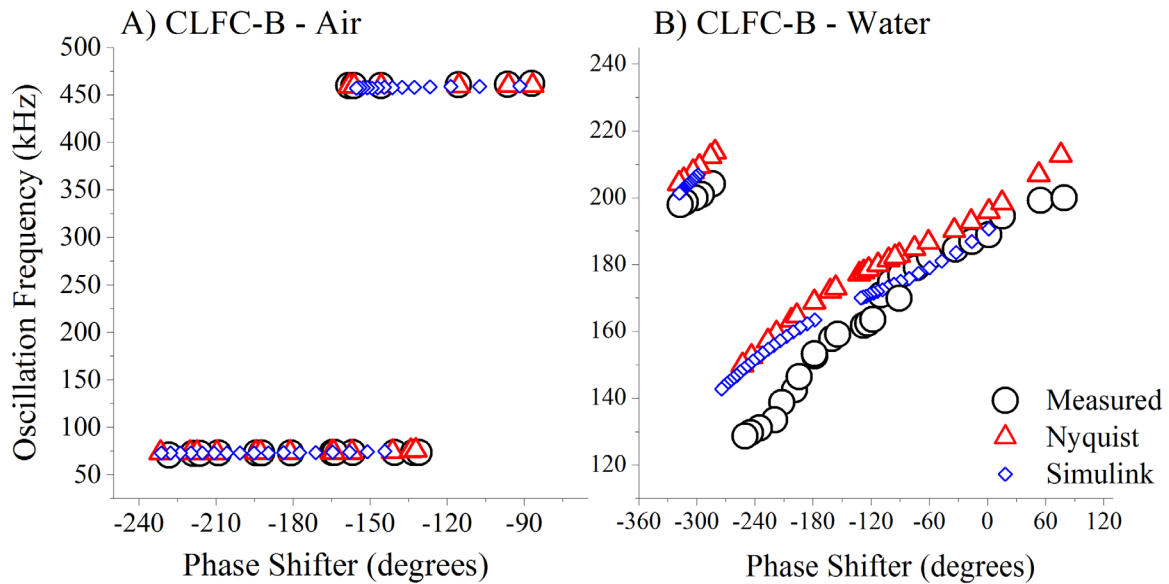 A) CLFC-B - Air
B) CLFC-B - Water
Oscillation Frequency (kHz)
500
450
400
350
300
250
200
150
100
50
-240 -210 -180 -150 -120 -90
Phase Shifter (degrees)
240
220
200
180
160
140
120
-360 -300 -240 -180 -120 -60 0 60 120
Phase Shifter (degrees)
Measured
Nyquist
Simulink